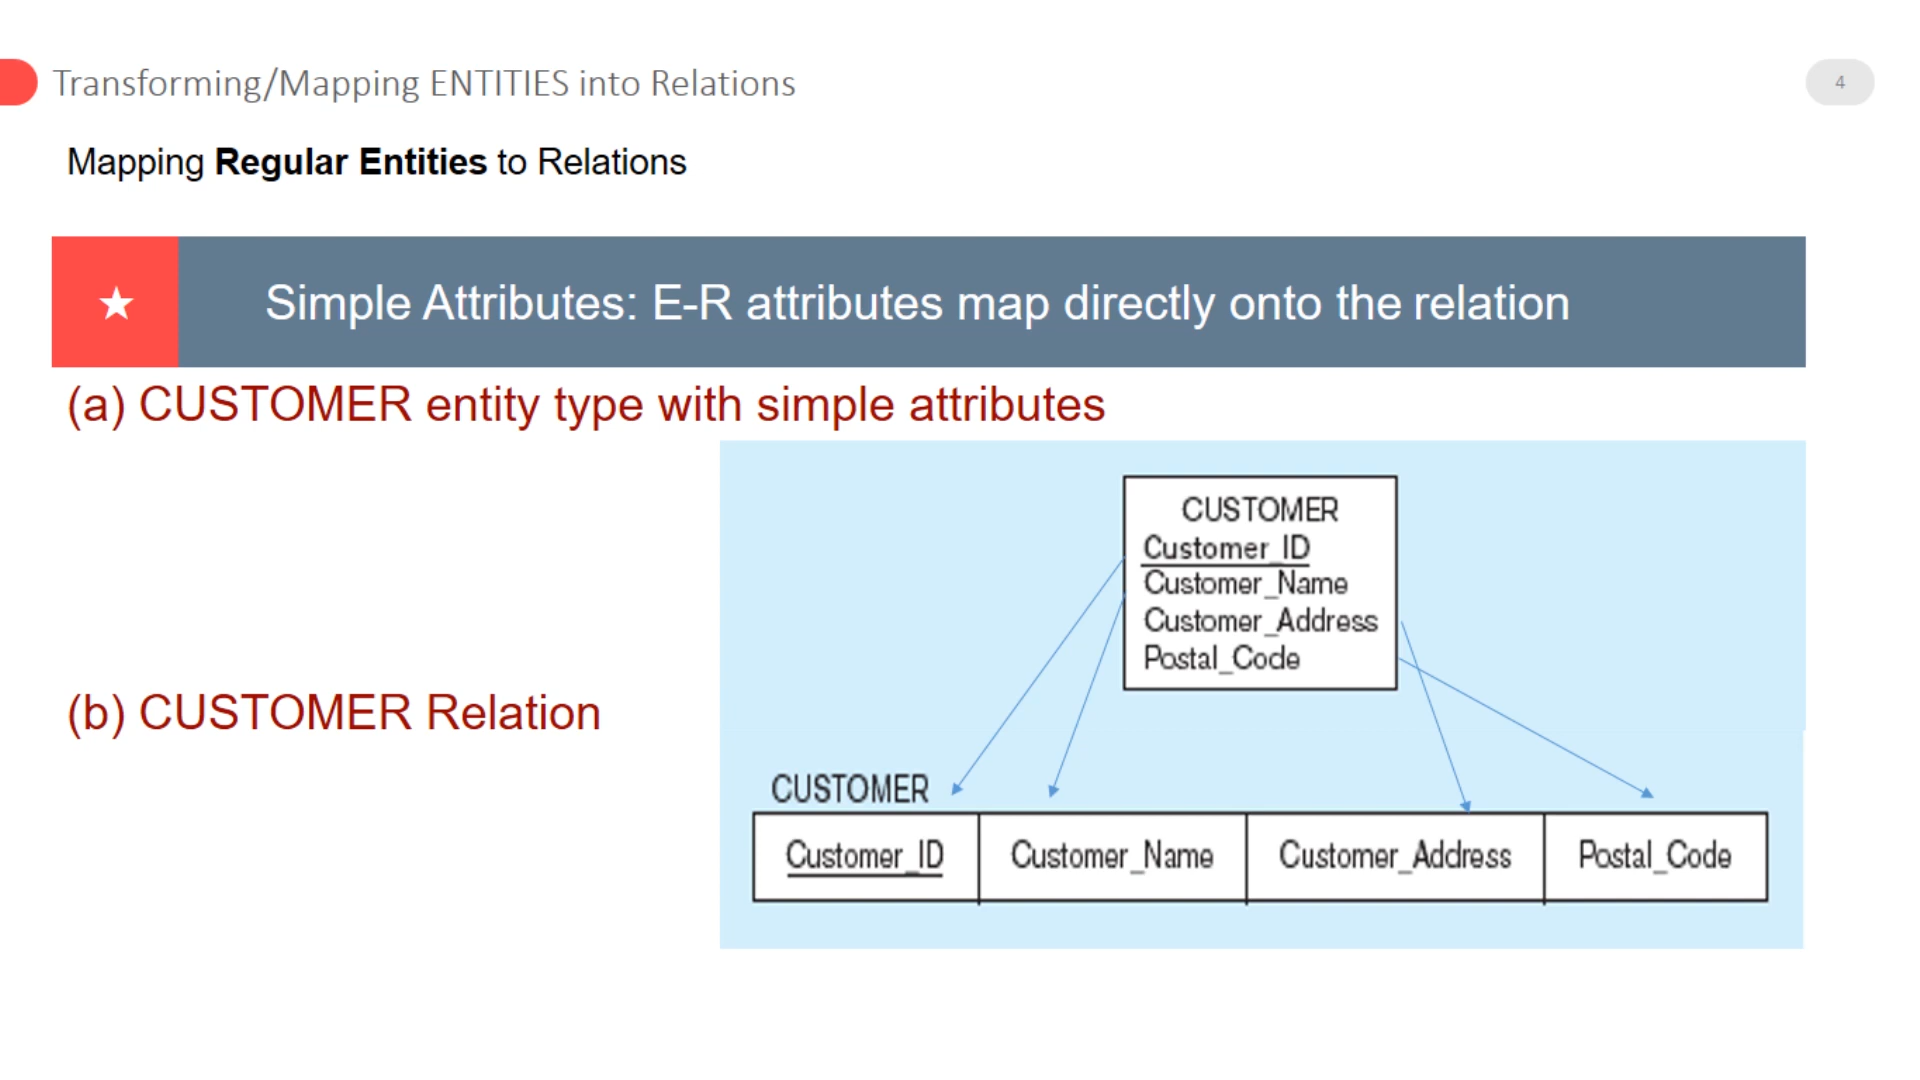 Transforming/Mapping ENTITIES into Relations
4
Mapping Regular Entities to Relations
Simple Attributes: E-R attributes map directly onto the relation
(a) CUSTOMER entity type with simple attributes
CUSTOMER
Customer_ID
Customer_Name
Customer_Address
Postal_Code
(b) CUSTOMER Relation
CUSTOMER
Customer_ID Customer_Name Customer_Address Postal_Code